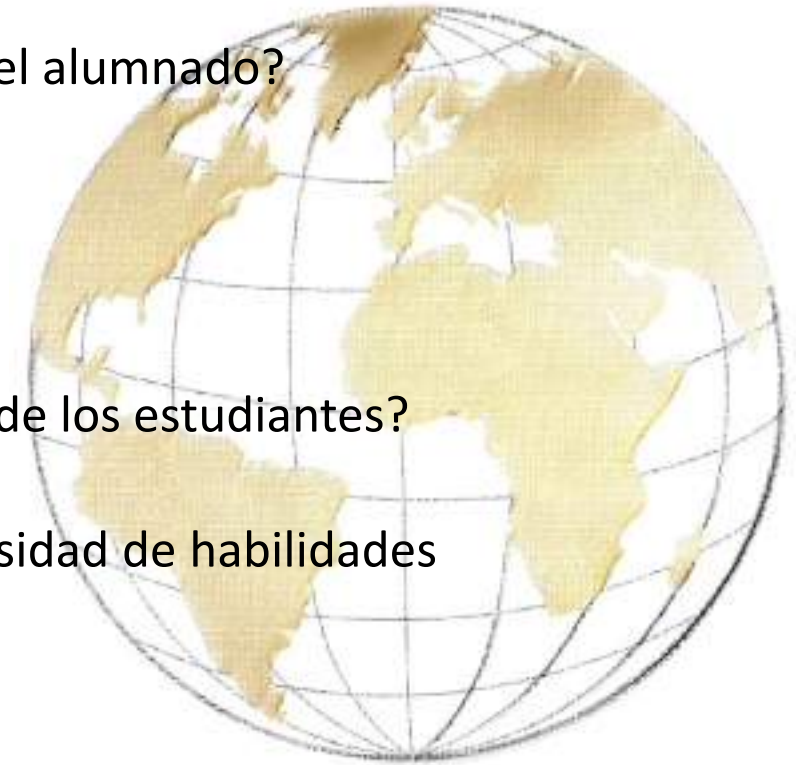 el alumnado?
de los estudiantes?
sidad de habilidades